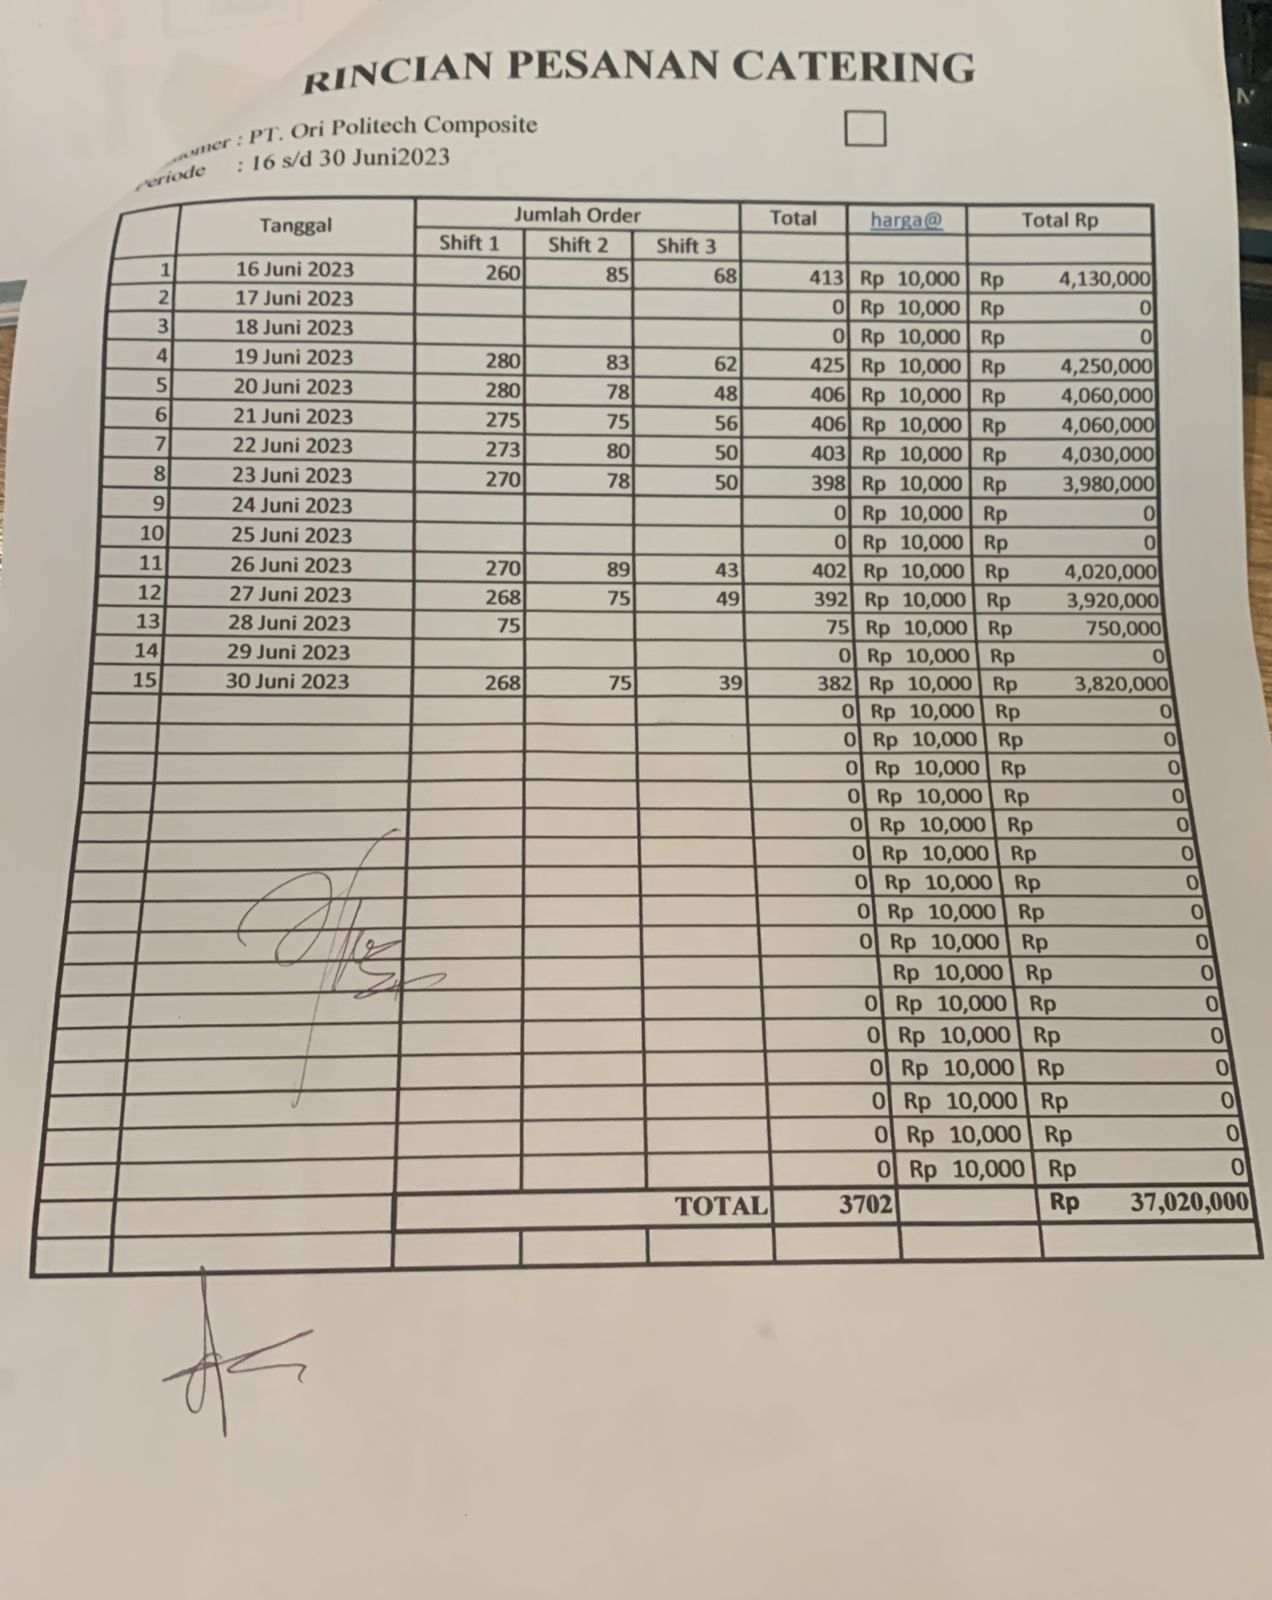 RINCIAN PESANAN CATERING
: PT. Ori Politech Composite
Periode : 16 s/d 30 Juni2023
Tanggal Jumlah Order Total harga@ Total Rp
Shift 1 Shift 2 Shift 3
1 16 Juni 2023 260 85 68 413 Rp 10,000 Rp 4,130,000
2 17 Juni 2023 0 Rp 10,000 Rp 0
3 18 Juni 2023 0 Rp 10,000 Rp 0
4 19 Juni 2023 280 83 62 425 Rp 10,000 Rp 4,250,000
5 20 Juni 2023 280 78 48 406 Rp 10,000 Rp 4,060,000
6 21 Juni 2023 275 75 56 406 Rp 10,000 Rp 4,060,000
7 22 Juni 2023 273 80 50 403 Rp 10,000 Rp 4,030,000
8 23 Juni 2023 270 78 50 398 Rp 10,000 Rp 3,980,000
9 24 Juni 2023 0 Rp 10,000 Rp 0
10 25 Juni 2023 0 Rp 10,000 Rp 0
11 26 Juni 2023 270 89 43 402 Rp 10,000 Rp 4,020,000
12 27 Juni 2023 268 75 49 392 Rp 10,000 Rp 3,920,000
13 28 Juni 2023 75 75 Rp 10,000 Rp 750,000
14 29 Juni 2023 0 Rp 10,000 Rp 0
15 30 Juni 2023 268 75 39 382 Rp 10,000 Rp 3,820,000
0 Rp 10,000 Rp 0
0 Rp 10,000 Rp 0
0 Rp 10,000 Rp 0
0 Rp 10,000 Rp 0
0 Rp 10,000 Rp 0
0 Rp 10,000 Rp 0
0 Rp 10,000 Rp 0
0 Rp 10,000 Rp 0
0 Rp 10,000 Rp 0
Rp 10,000 Rp 0
0 Rp 10,000 Rp 0
0 Rp 10,000 Rp 0
0 Rp 10,000 Rp 0
0 Rp 10,000 Rp 0
0 Rp 10,000 Rp 0
0 Rp 10,000 Rp 0
TOTAL 3702 Rp 37,020,000